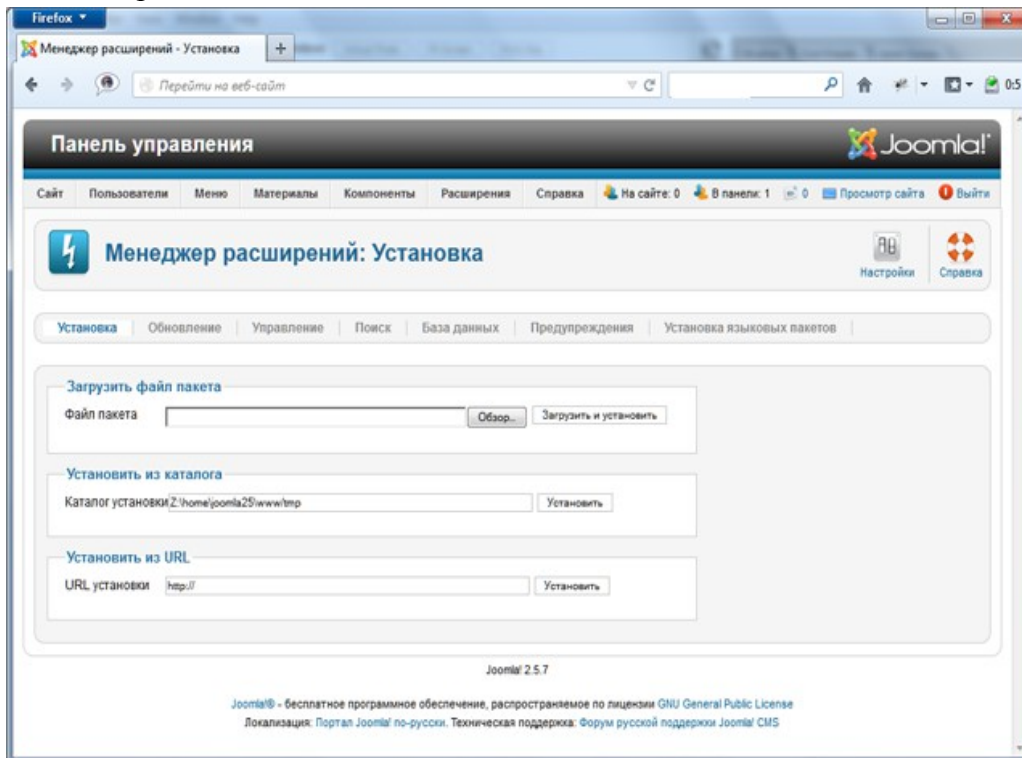 Firefox
Менеджер расширений - Установка
Перейти на веб-сайт
0:5
Панель управления
Joomla!
Сайт Пользователи Меню Материалы Компоненты Расширения Справка На сайте: 0 В панели: 1 0 Просмотр сайта Выйти
Менеджер расширений: Установка
Настройки Справка
Установка Обновление Управление Поиск База данных Предупреждения Установка языковых пакетов
Загрузить файл пакета
Файл пакета Обзор... Загрузить и установить
Установить из каталога
Каталог установки Z:\home\joomla25\www/tmp Установить
Установить из URL
URL установки http:// Установить
Joomla! 2.5.7
Joomla!® - бесплатное программное обеспечение, распространяемое по лицензии GNU General Public License
Локализация: Портал Joomla! по-русски. Техническая поддержка: Форум русской поддержки Joomla! CMS